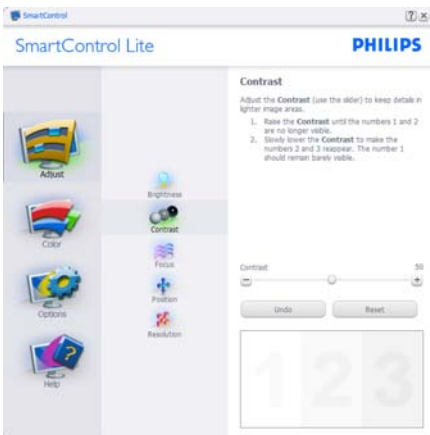 SmartControl
SmartControl Lite
PHILIPS
Adjust
Color
Options
Help
Brightness
Contrast
Focus
Position
Resolution
Contrast
Adjust the Contrast (use the slider) to keep details in
lighter image areas.
1. Raise the Contrast until the numbers 1 and 2
are no longer visible.
2. Slowly lower the Contrast to make the
numbers 2 and 3 reappear. The number 1
should remain barely visible.
Contrast 50
Undo Reset
1 2 3